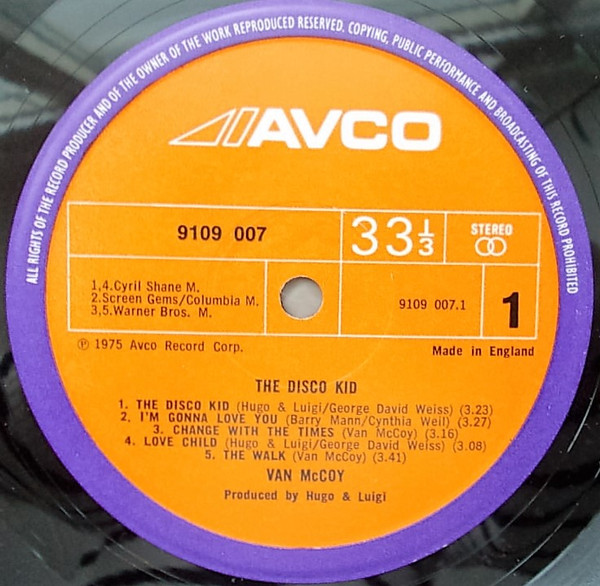 ALL RIGHTS OF THE RECORD PRODUCER AND OF THE OWNER OF THE WORK REPRODUCED RESERVED. COPYING, PUBLIC PERFORMANCE AND BROADCASTING OF THIS RECORD PROHIBITED
AVCO
9109 007
33⅓
STEREO
1,4.Cyril Shane M.
2.Screen Gems/Columbia M.
3,5.Warner Bros. M.
9109 007.1
1
℗ 1975 Avco Record Corp.
Made in England
THE DISCO KID
1. THE DISCO KID (Hugo & Luigi/George David Weiss) (3.23)
2. I'M GONNA LOVE YOU (Barry Mann/Cynthia Weil) (3.27)
3. CHANGE WITH THE TIMES (Van McCoy) (3.16)
4. LOVE CHILD (Hugo & Luigi/George David Weiss) (3.08)
5. THE WALK (Van McCoy) (3.41)
VAN McCOY
Produced by Hugo & Luigi